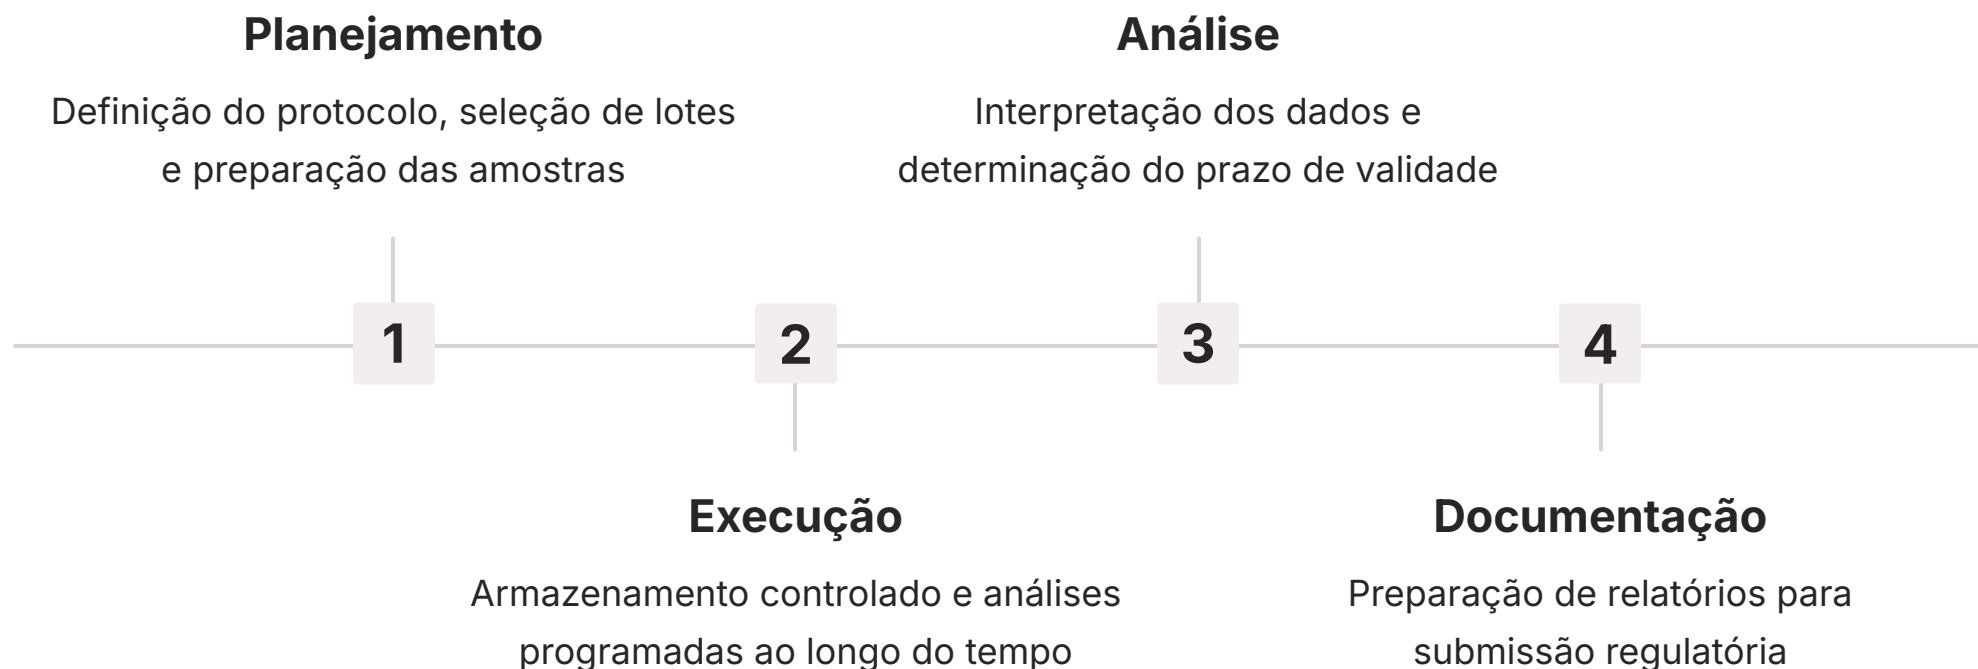 Planejamento
Definição do protocolo, seleção de lotes
e preparação das amostras
Análise
Interpretação dos dados e
determinação do prazo de validade
1
2
3
4
Execução
Armazenamento controlado e análises
programadas ao longo do tempo
Documentação
Preparação de relatórios para
submissão regulatória